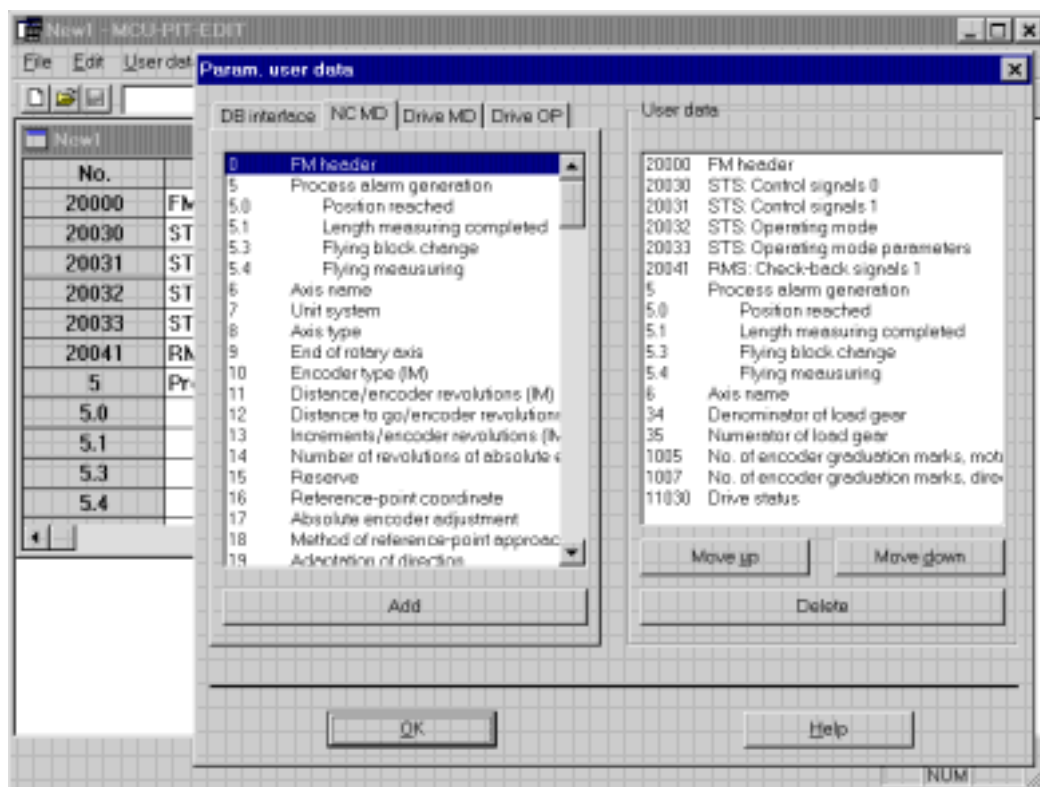 New1 - MCU-PIT-EDIT
File Edit User dat
Param. user data
DB interface NC MD Drive MD Drive OP
User data
New1
No.
20000 FM
20030 ST
20031 ST
20032 ST
20033 ST
20041 RM
5 Pr
5.0
5.1
5.3
5.4
0 FM header
5 Process alarm generation
5.0 Position reached
5.1 Length measuring completed
5.3 Flying block change
5.4 Flying meausuring
6 Axis name
7 Unit system
8 Axis type
9 End of rotary axis
10 Encoder type (IM)
11 Distance/encoder revolutions (IM)
12 Distance to go/encoder revolutions
13 Increments/encoder revolutions (IM
14 Number of revolutions of absolute e
15 Reserve
16 Reference-point coordinate
17 Absolute encoder adjustment
18 Method of reference-point approac
19 Adaptation of direction
Add
20000 FM header
20030 STS: Control signals 0
20031 STS: Control signals 1
20032 STS: Operating mode
20033 STS: Operating mode parameters
20041 RMS: Check-back signals 1
5 Process alarm generation
5.0 Position reached
5.1 Length measuring completed
5.3 Flying block change
5.4 Flying meausuring
6 Axis name
34 Denominator of load gear
35 Numerator of load gear
1005 No. of encoder graduation marks, moto
1007 No. of encoder graduation marks, direc
11030 Drive status
Move up Move down
Delete
OK Help
NUM